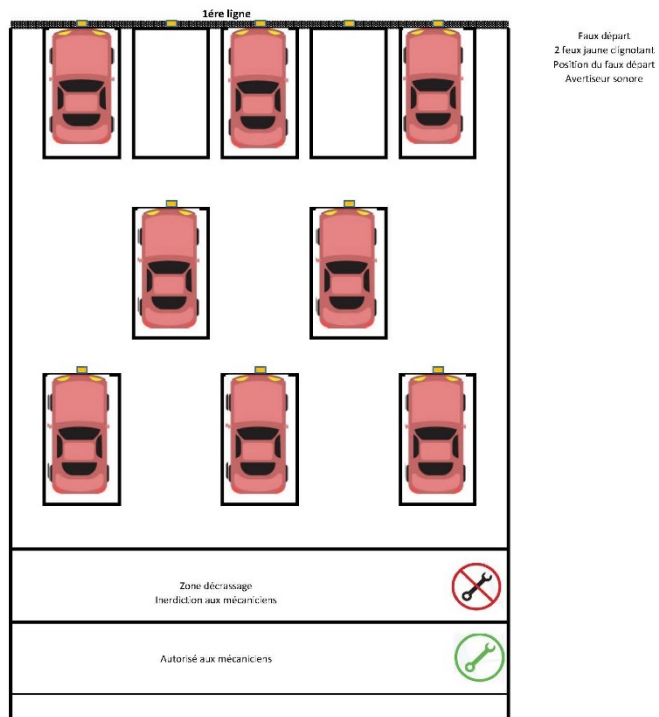 1ére ligne
Faux départ
2 feux jaune clignotant
Position du faux départ
Avertiseur sonore
Zone décrassage
Inerdiction aux mécaniciens
Autorisé aux mécaniciens